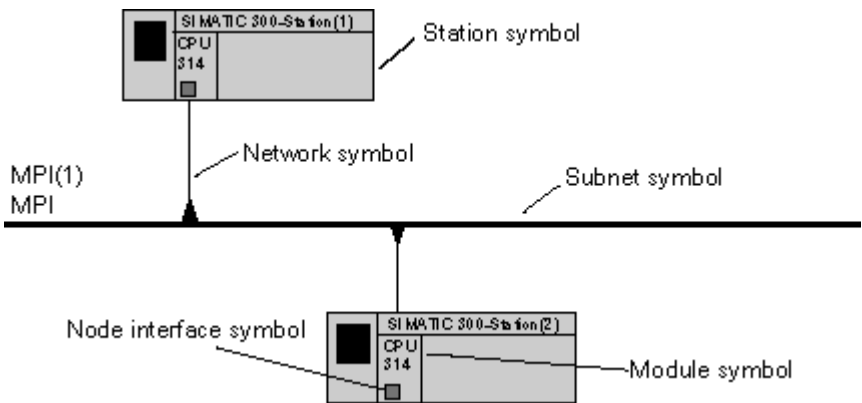 SIMATIC 300-Station(1)
CPU
314
Station symbol
Network symbol
MPI(1)
MPI
Subnet symbol
SIMATIC 300-Station(2)
CPU
314
Node interface symbol
Module symbol